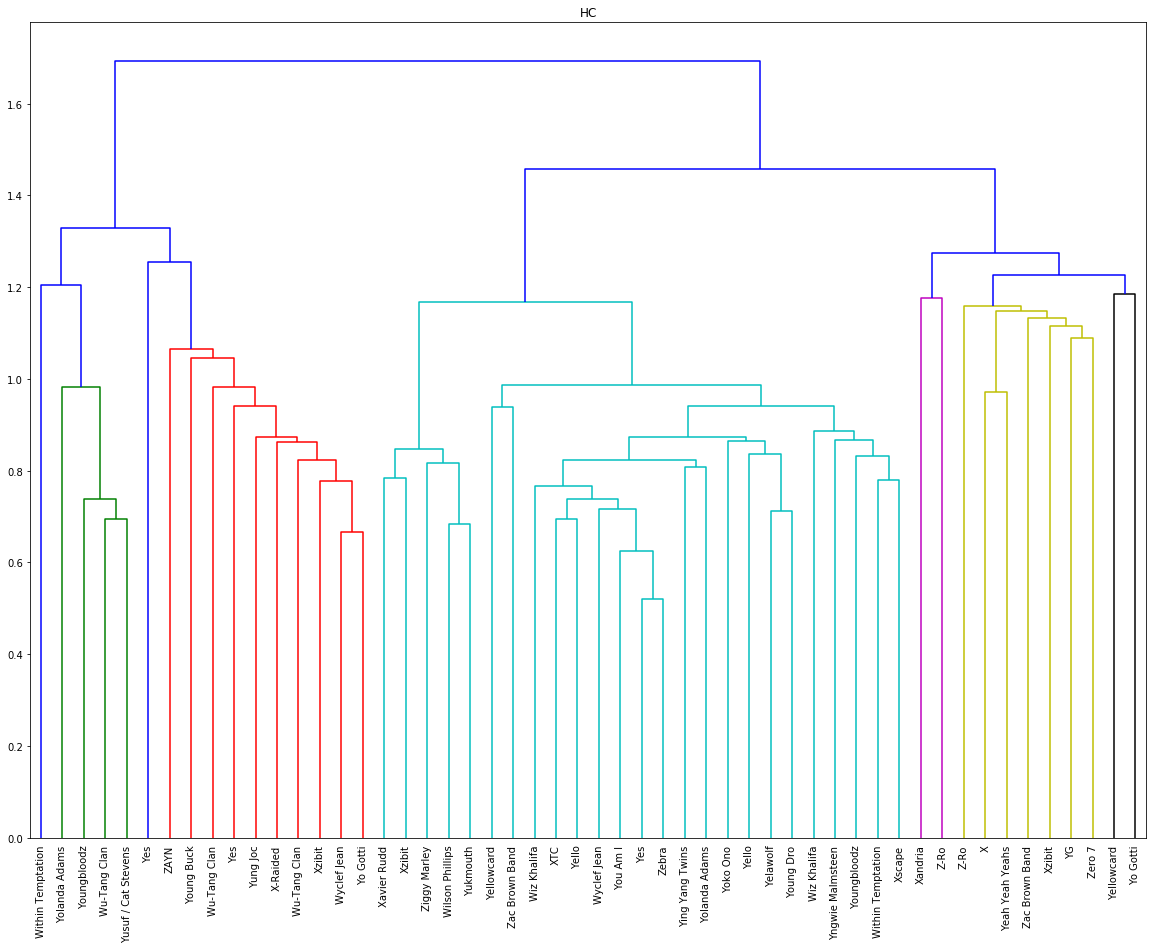 HC
1.6
1.4
1.2
1.0
0.8
0.6
0.4
0.2
0.0
Within Temptation
Yolanda Adams
Youngbloodz
Wu-Tang Clan
Yusuf / Cat Stevens
Yes
ZAYN
Young Buck
Wu-Tang Clan
Yes
Yung Joc
X-Raided
Wu-Tang Clan
Xzibit
Wyclef Jean
Yo Gotti
Xavier Rudd
Xzibit
Ziggy Marley
Wilson Phillips
Yukmouth
Yellowcard
Zac Brown Band
Wiz Khalifa
XTC
Yello
Wyclef Jean
You Am I
Yes
Zebra
Ying Yang Twins
Yolanda Adams
Yoko Ono
Yello
Yelawolf
Young Dro
Wiz Khalifa
Yngwie Malmsteen
Youngbloodz
Within Temptation
Xscape
Xandria
Z-Ro
Z-Ro
X
Yeah Yeah Yeahs
Zac Brown Band
Xzibit
YG
Zero 7
Yellowcard
Yo Gotti